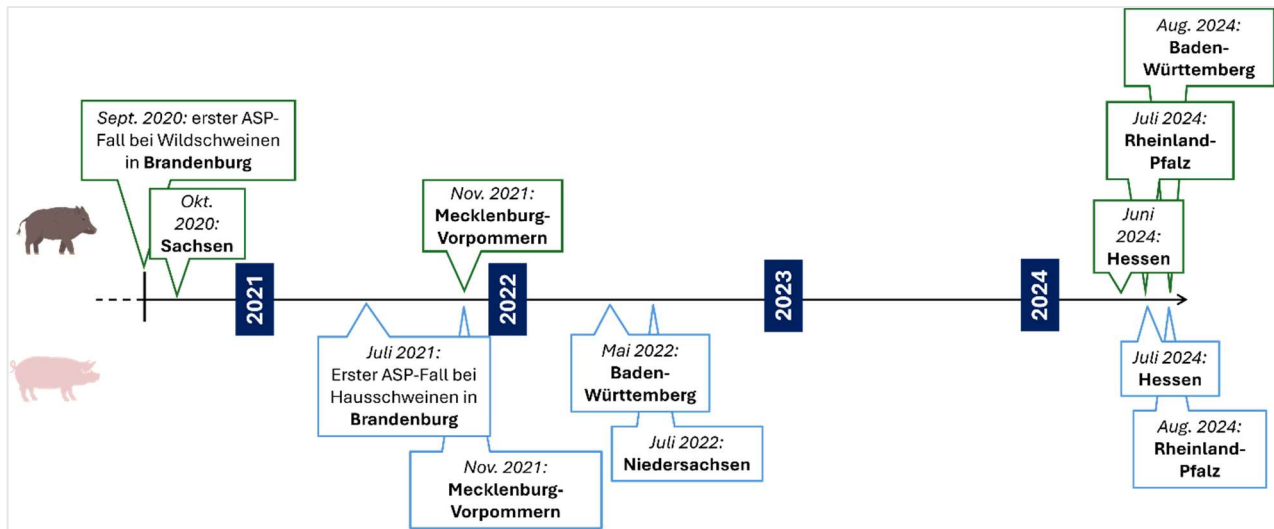 Sept. 2020: erster ASP-
Fall bei Wildschweinen
in Brandenburg
Okt.
2020:
Sachsen
Nov. 2021:
Mecklenburg-
Vorpommern
Aug. 2024:
Baden-
Württemberg
Juli 2024:
Rheinland-
Pfalz
Juni
2024:
Hessen
2021
2022
2023
2024
Juli 2021:
Erster ASP-Fall bei
Hausschweinen in
Brandenburg
Nov. 2021:
Mecklenburg-
Vorpommern
Mai 2022:
Baden-
Württemberg
Juli 2022:
Niedersachsen
Juli 2024:
Hessen
Aug. 2024:
Rheinland-
Pfalz